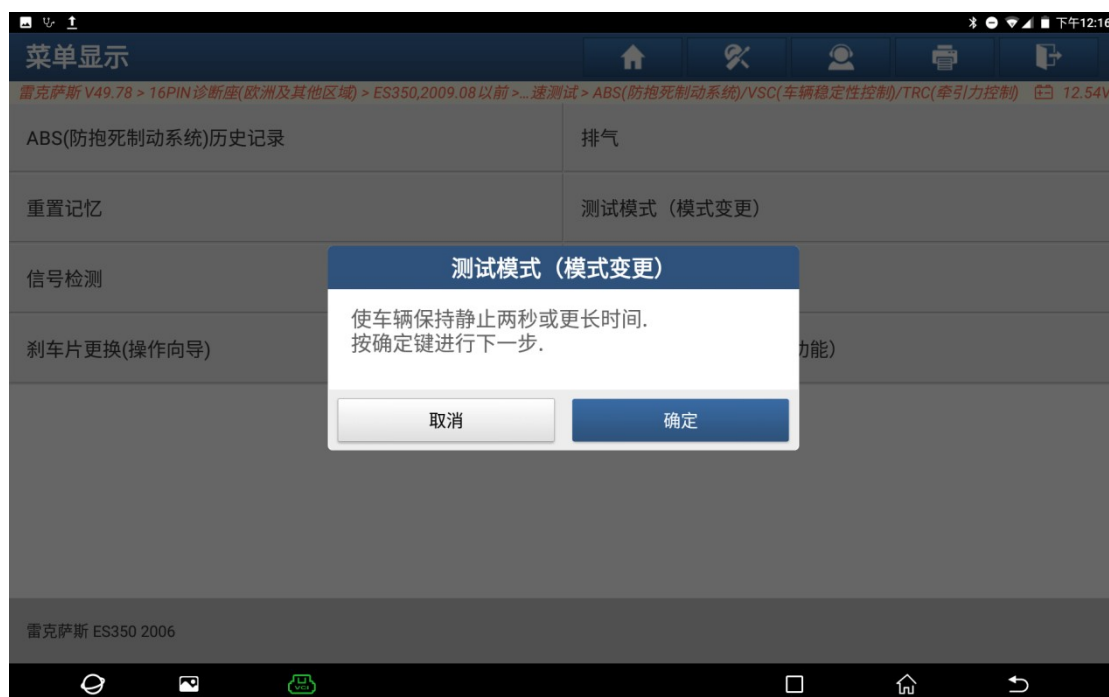 下午12:16
菜单显示
雷克萨斯 V49.78 > 16PIN诊断座(欧洲及其他区域) > ES350,2009.08以前 >...速测试 > ABS(防抱死制动系统)/VSC(车辆稳定性控制)/TRC(牵引力控制) 12.54V
ABS(防抱死制动系统)历史记录
排气
重置记忆
测试模式（模式变更）
信号检测
测试模式（模式变更）
使车辆保持静止两秒或更长时间.
按确定键进行下一步.
刹车片更换(操作向导)
功能）
取消
确定
雷克萨斯 ES350 2006
VCI